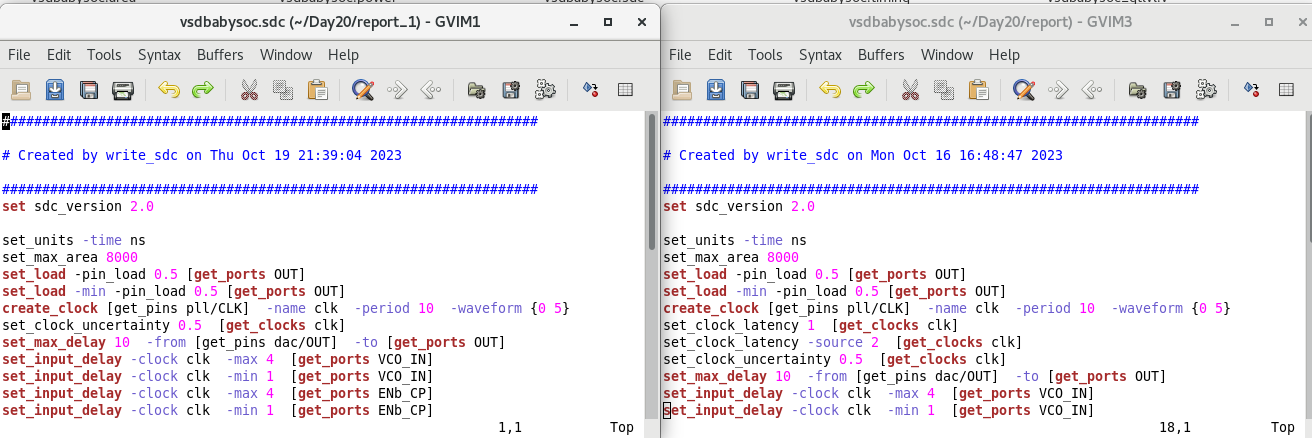 vsdbabysoc.sdc (~/Day20/report_1) - GVIM1
File Edit Tools Syntax Buffers Window Help
################################################################### 
# Created by write_sdc on Thu Oct 19 21:39:04 2023
###################################################################
set sdc_version 2.0
set_units -time ns
set_max_area 8000
set_load -pin_load 0.5 [get_ports OUT]
set_load -min -pin_load 0.5 [get_ports OUT]
create_clock [get_pins pll/CLK]  -name clk  -period 10  -waveform {0 5}
set_clock_uncertainty 0.5  [get_clocks clk]
set_max_delay 10  -from [get_pins dac/OUT]  -to [get_ports OUT]
set_input_delay -clock clk  -max 4  [get_ports VCO_IN]
set_input_delay -clock clk  -min 1  [get_ports VCO_IN]
set_input_delay -clock clk  -max 4  [get_ports ENb_CP]
set_input_delay -clock clk  -min 1  [get_ports ENb_CP]
1,1 Top
vsdbabysoc.sdc (~/Day20/report) - GVIM3
File Edit Tools Syntax Buffers Window Help
###################################################################
# Created by write_sdc on Mon Oct 16 16:48:47 2023
###################################################################
set sdc_version 2.0
set_units -time ns
set_max_area 8000
set_load -pin_load 0.5 [get_ports OUT]
set_load -min -pin_load 0.5 [get_ports OUT]
create_clock [get_pins pll/CLK]  -name clk  -period 10  -waveform {0 5}
set_clock_latency 1  [get_clocks clk]
set_clock_latency -source 2  [get_clocks clk]
set_clock_uncertainty 0.5  [get_clocks clk]
set_max_delay 10  -from [get_pins dac/OUT]  -to [get_ports OUT]
set_input_delay -clock clk  -max 4  [get_ports VCO_IN]
set_input_delay -clock clk  -min 1  [get_ports VCO_IN]
18,1 Top